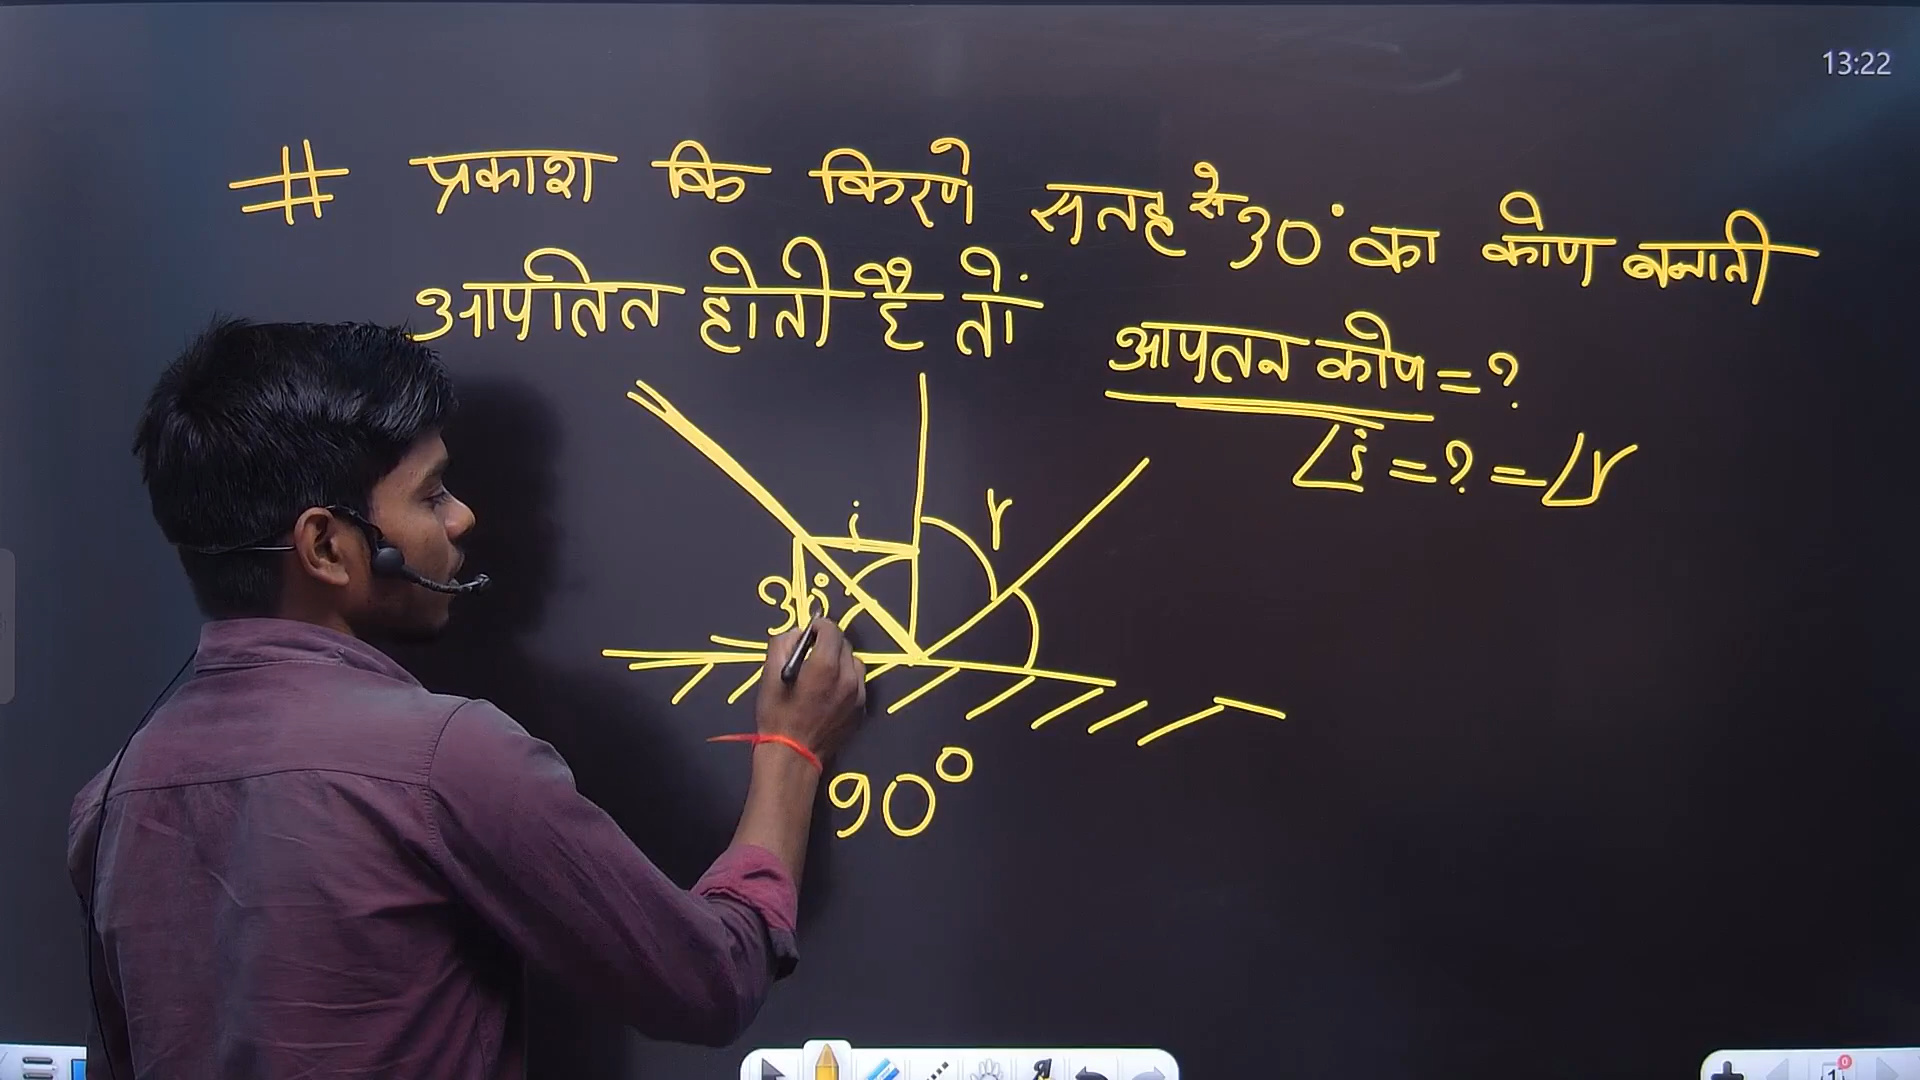 13:22
# प्रकाश कि किरणे सतह से 30° का कोण बनाती
आपतित होती है तों
आपतन कोण = ?
∠i = ? = ∠r
i
r
30°
90°